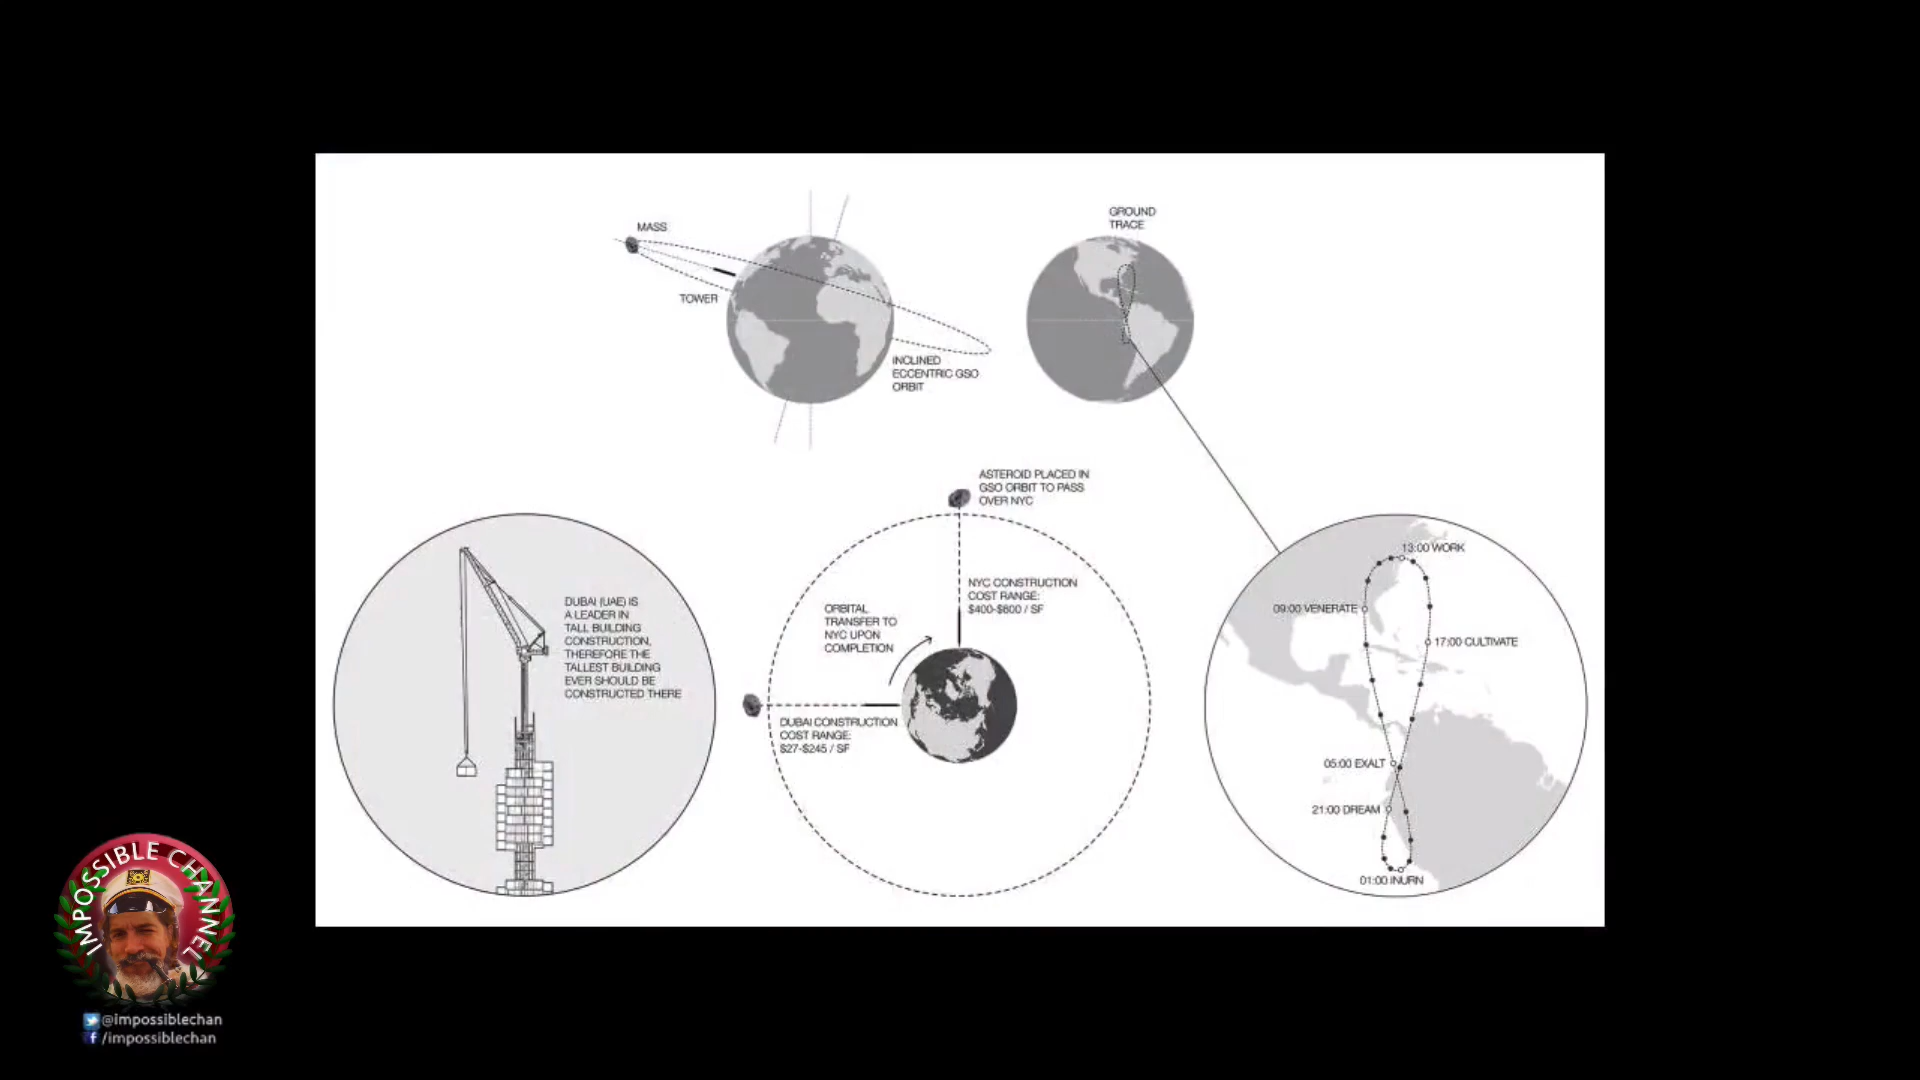 MASS
TOWER
INCLINED
ECCENTRIC GSO
ORBIT
GROUND
TRACE
ASTEROID PLACED IN
GSO ORBIT TO PASS
OVER NYC
DUBAI (UAE) IS
A LEADER IN
TALL BUILDING
CONSTRUCTION,
THEREFORE THE
TALLEST BUILDING
EVER SHOULD BE
CONSTRUCTED THERE
ORBITAL
TRANSFER TO
NYC UPON
COMPLETION
NYC CONSTRUCTION
COST RANGE:
$400-$600 / SF
DUBAI CONSTRUCTION
COST RANGE:
$27-$245 / SF
13:00 WORK
09:00 VENERATE
17:00 CULTIVATE
05:00 EXALT
21:00 DREAM
01:00 INURN
IMPOSSIBLE CHANNEL
@impossiblechan
/impossiblechan